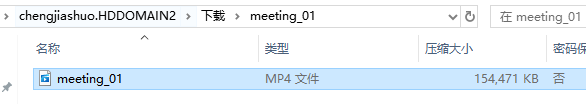 chengjiashuo.HDDOMAIN2 > 下载 > meeting_01 在 meeting_01
名称 类型 压缩大小 密码保
meeting_01 MP4 文件 154,471 KB 否